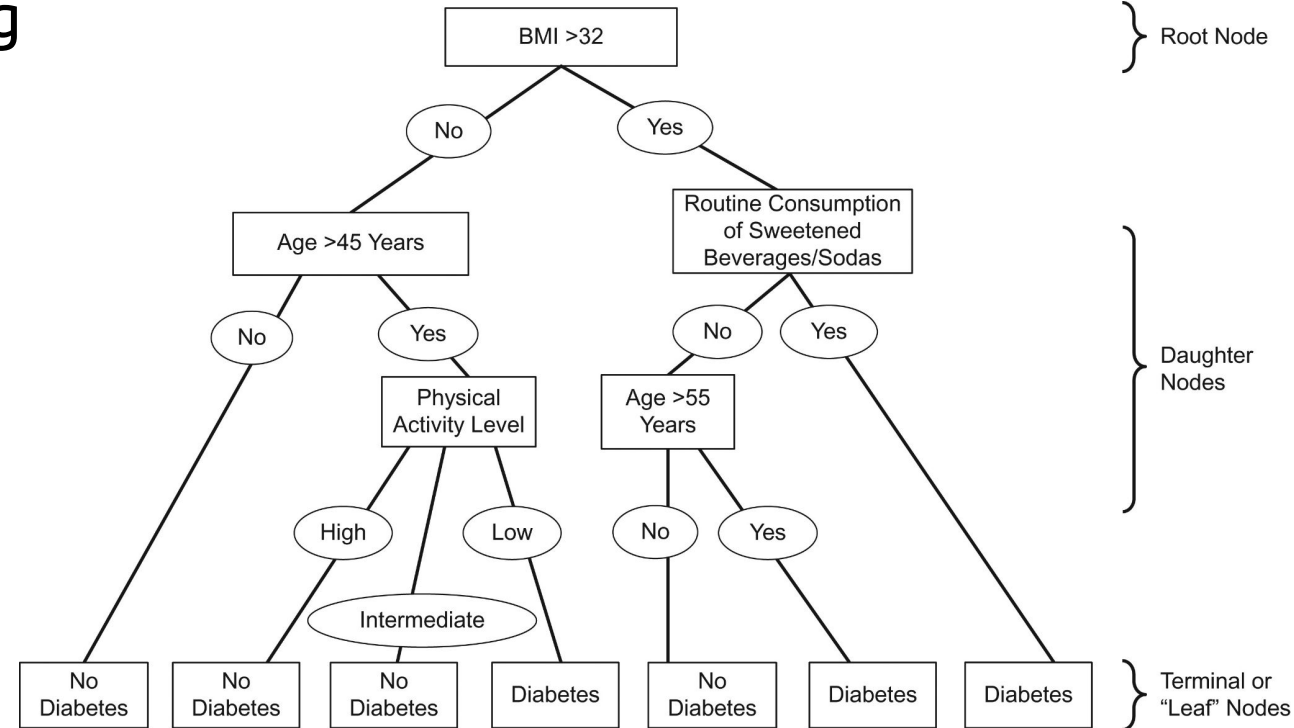 g
BMI >32
Root Node
No
Yes
Routine Consumption
of Sweetened
Beverages/Sodas
Age >45 Years
No
Yes
No
Yes
Daughter
Nodes
Physical
Activity Level
Age >55
Years
High
Low
No
Yes
Intermediate
No
Diabetes
No
Diabetes
No
Diabetes
Diabetes
No
Diabetes
Diabetes
Diabetes
Terminal or
“Leaf” Nodes